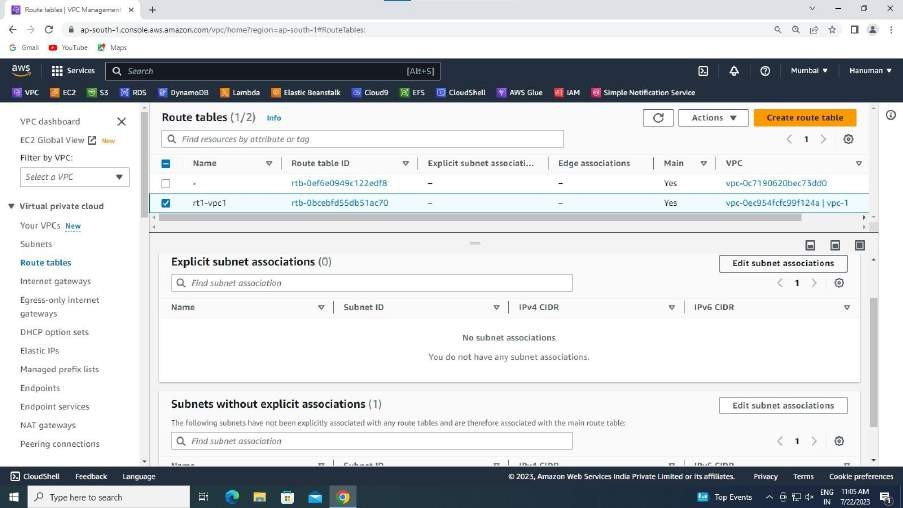 Route tables | VPC Management
ap-south-1.console.aws.amazon.com/vpc/home?region=ap-south-1#RouteTables:
Gmail YouTube Maps
aws Services Search [Alt+S] Mumbai Hanuman
VPC EC2 S3 RDS DynamoDB Lambda Elastic Beanstalk Cloud9 EFS CloudShell AWS Glue IAM Simple Notification Service
VPC dashboard
EC2 Global View New
Filter by VPC:
Select a VPC
Virtual private cloud
Your VPCs New
Subnets
Route tables
Internet gateways
Egress-only internet
gateways
DHCP option sets
Elastic IPs
Managed prefix lists
Endpoints
Endpoint services
NAT gateways
Peering connections
Route tables (1/2) Info
Actions Create route table
Find resources by attribute or tag
1
Name Route table ID Explicit subnet associati... Edge associations Main VPC
- rtb-0ef6e0949c122edf8 – – Yes vpc-0c7190620bec73dd0
rt1-vpc1 rtb-0bcebfd55db51ac70 – – Yes vpc-0ec954fcfc99f124a | vpc-1
Explicit subnet associations (0) Edit subnet associations
Find subnet association 1
Name Subnet ID IPv4 CIDR IPv6 CIDR
No subnet associations
You do not have any subnet associations.
Subnets without explicit associations (1) Edit subnet associations
The following subnets have not been explicitly associated with any route tables and are therefore associated with the main route table:
Find subnet association 1
Name Subnet ID IPv4 CIDR IPv6 CIDR
CloudShell Feedback Language © 2023, Amazon Web Services India Private Limited or its affiliates. Privacy Terms Cookie preferences
Type here to search Top Events ENG 11:05 AM
IN 7/22/2023